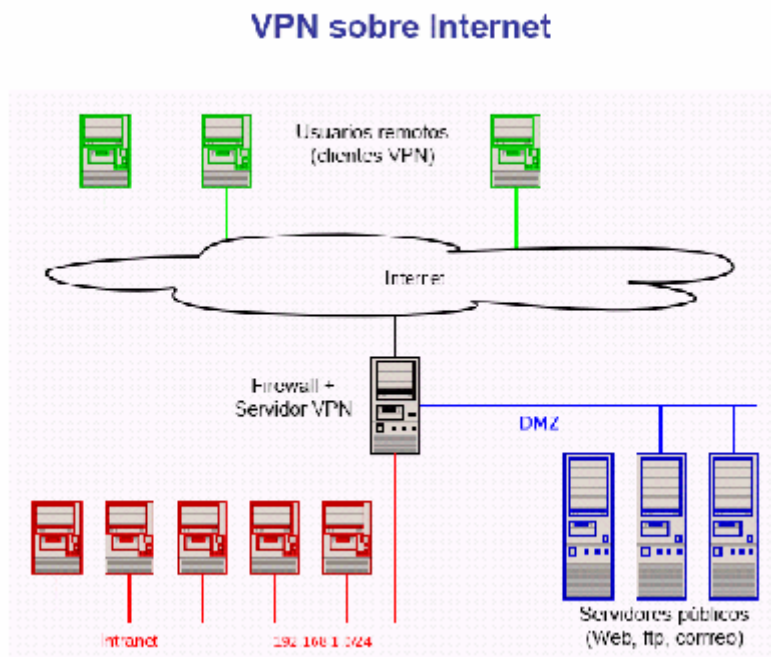 VPN sobre Internet
Usuarios remotos
(clientes VPN)
Internet
Firewall +
Servidor VPN
DMZ
Servidores públicos
(Web, ftp, correo)
Intranet
192.168.1.0/24